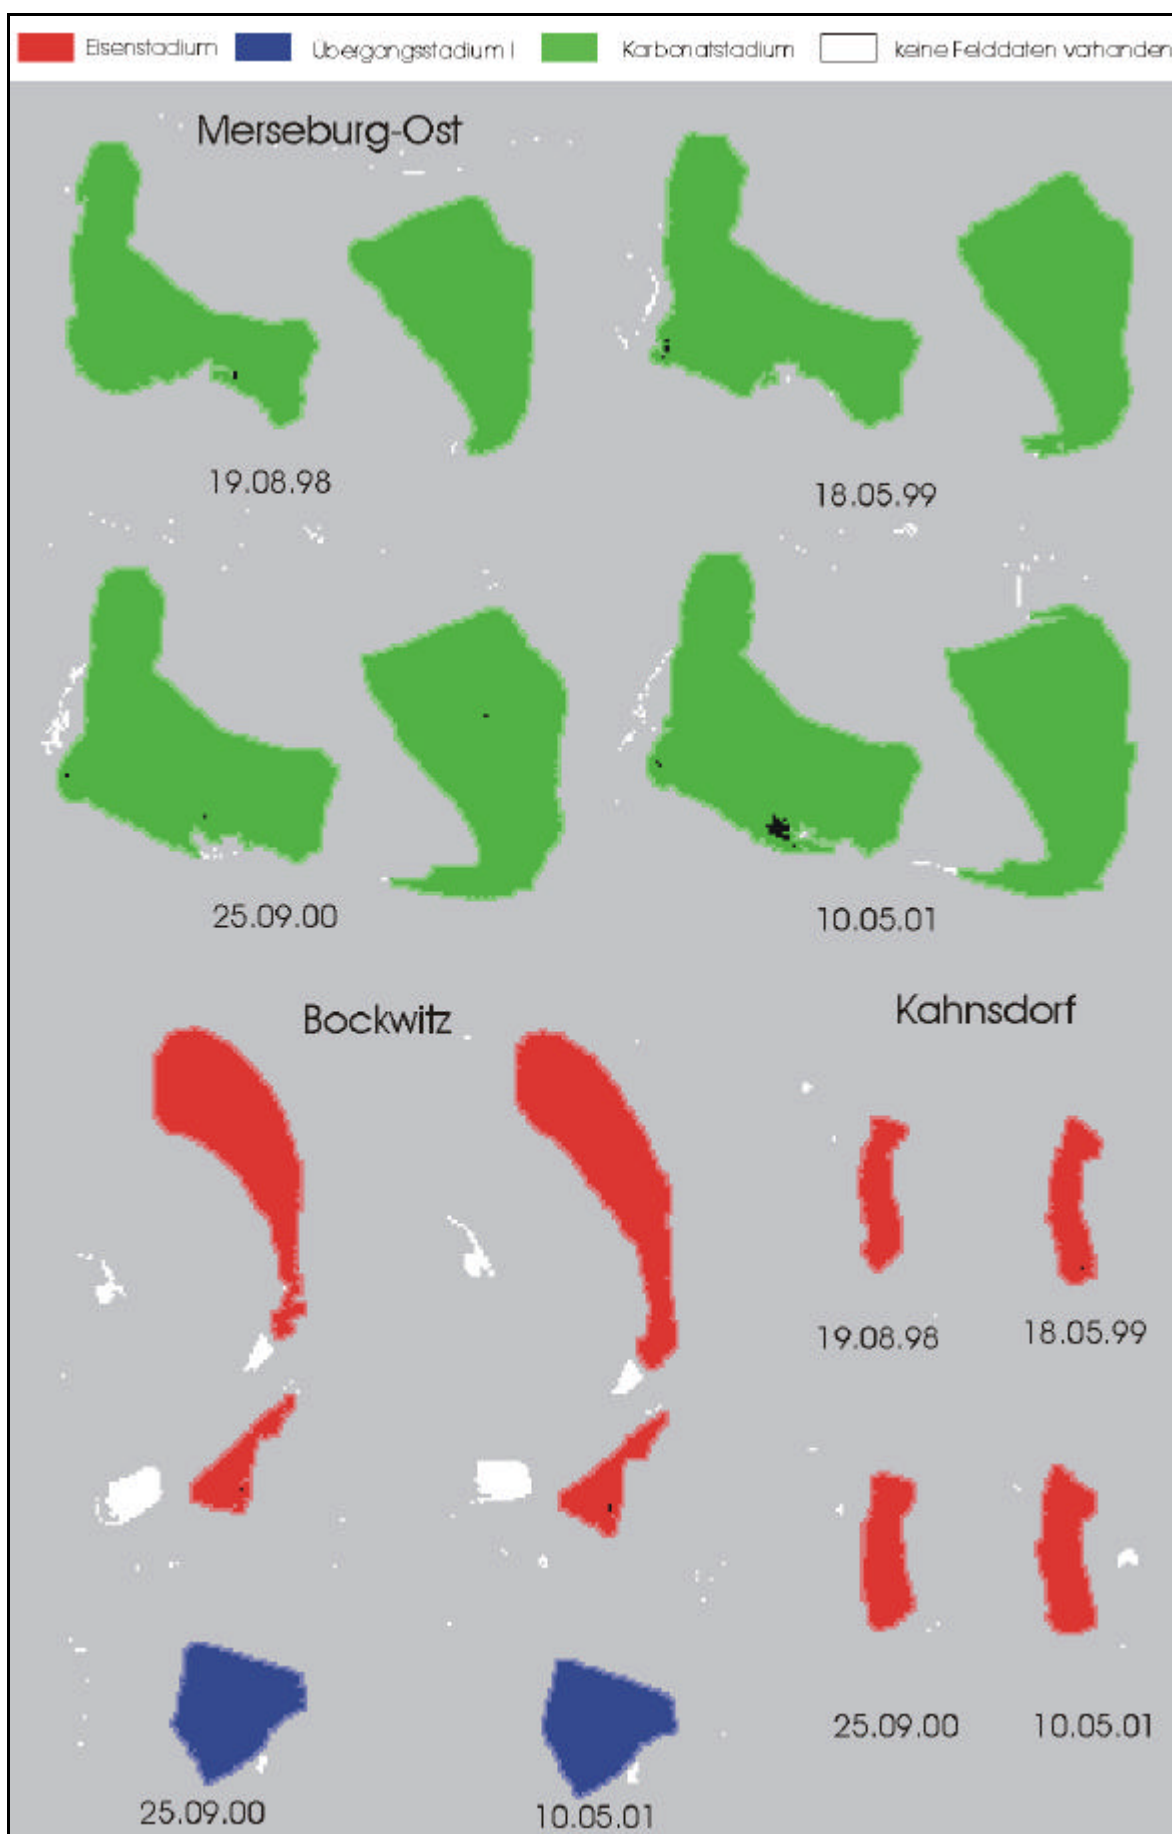 Eisenstadium Übergangsstadium I Karbonatstadium keine Felddaten vorhanden
Merseburg-Ost
19.08.98 18.05.99
25.09.00 10.05.01
Bockwitz Kahnsdorf
19.08.98 18.05.99
25.09.00 10.05.01
25.09.00 10.05.01